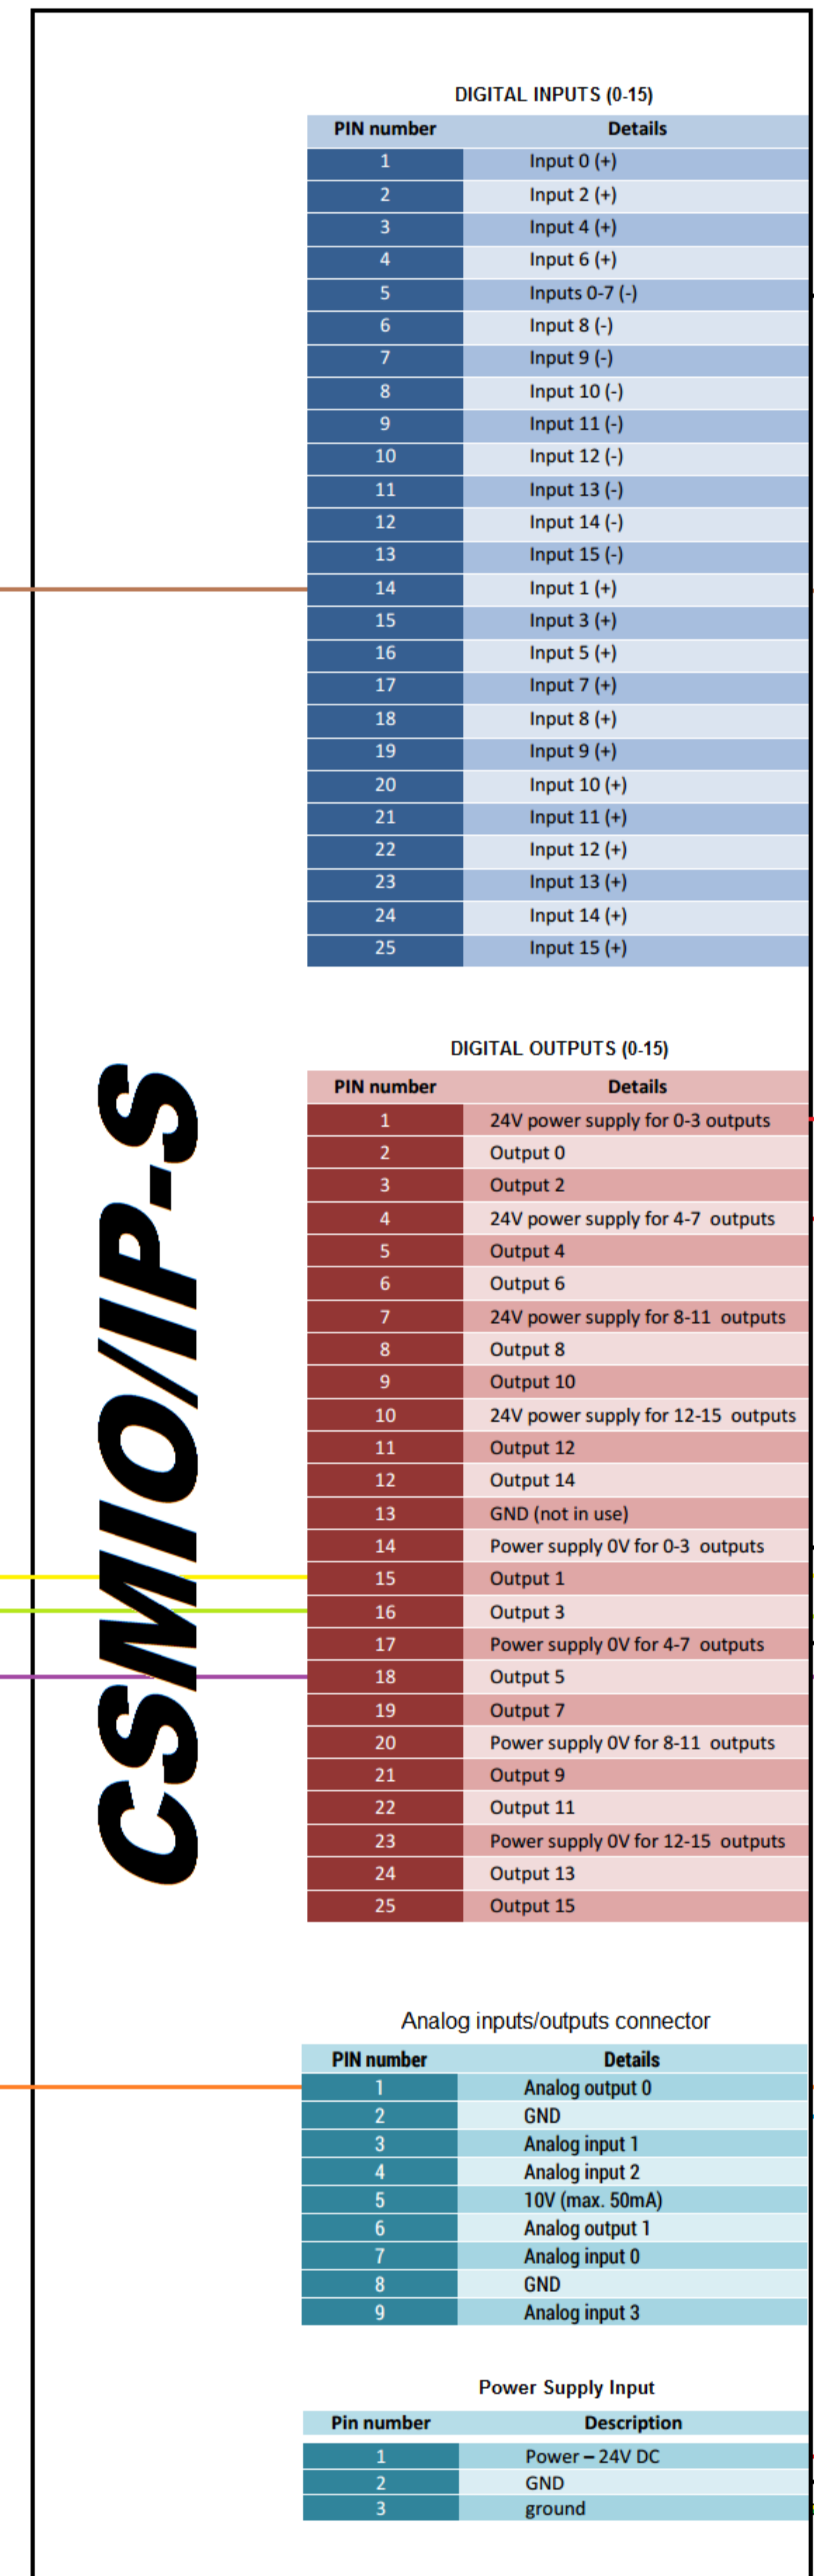 DIGITAL INPUTS (0-15)
PIN number Details
1 Input 0 (+)
2 Input 2 (+)
3 Input 4 (+)
4 Input 6 (+)
5 Inputs 0-7 (-)
6 Input 8 (-)
7 Input 9 (-)
8 Input 10 (-)
9 Input 11 (-)
10 Input 12 (-)
11 Input 13 (-)
12 Input 14 (-)
13 Input 15 (-)
14 Input 1 (+)
15 Input 3 (+)
16 Input 5 (+)
17 Input 7 (+)
18 Input 8 (+)
19 Input 9 (+)
20 Input 10 (+)
21 Input 11 (+)
22 Input 12 (+)
23 Input 13 (+)
24 Input 14 (+)
25 Input 15 (+)
CSMIO/IP-S
DIGITAL OUTPUTS (0-15)
PIN number Details
1 24V power supply for 0-3 outputs
2 Output 0
3 Output 2
4 24V power supply for 4-7 outputs
5 Output 4
6 Output 6
7 24V power supply for 8-11 outputs
8 Output 8
9 Output 10
10 24V power supply for 12-15 outputs
11 Output 12
12 Output 14
13 GND (not in use)
14 Power supply 0V for 0-3 outputs
15 Output 1
16 Output 3
17 Power supply 0V for 4-7 outputs
18 Output 5
19 Output 7
20 Power supply 0V for 8-11 outputs
21 Output 9
22 Output 11
23 Power supply 0V for 12-15 outputs
24 Output 13
25 Output 15
Analog inputs/outputs connector
PIN number Details
1 Analog output 0
2 GND
3 Analog input 1
4 Analog input 2
5 10V (max. 50mA)
6 Analog output 1
7 Analog input 0
8 GND
9 Analog input 3
Power Supply Input
Pin number Description
1 Power – 24V DC
2 GND
3 ground